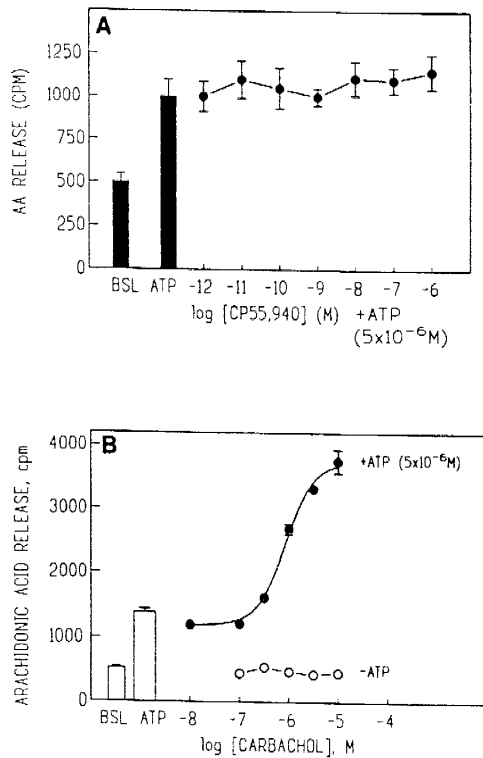 A
1250
1000
750
500
250
0
AA RELEASE (CPM)
BSL ATP -12 -11 -10 -9 -8 -7 -6
log [CP55,940] (M) +ATP
(5x10⁻⁶M)
B
4000
3000
2000
1000
0
ARACHIDONIC ACID RELEASE, cpm
+ATP (5x10⁻⁶M)
-ATP
BSL ATP -8 -7 -6 -5 -4
log [CARBACHOL], M